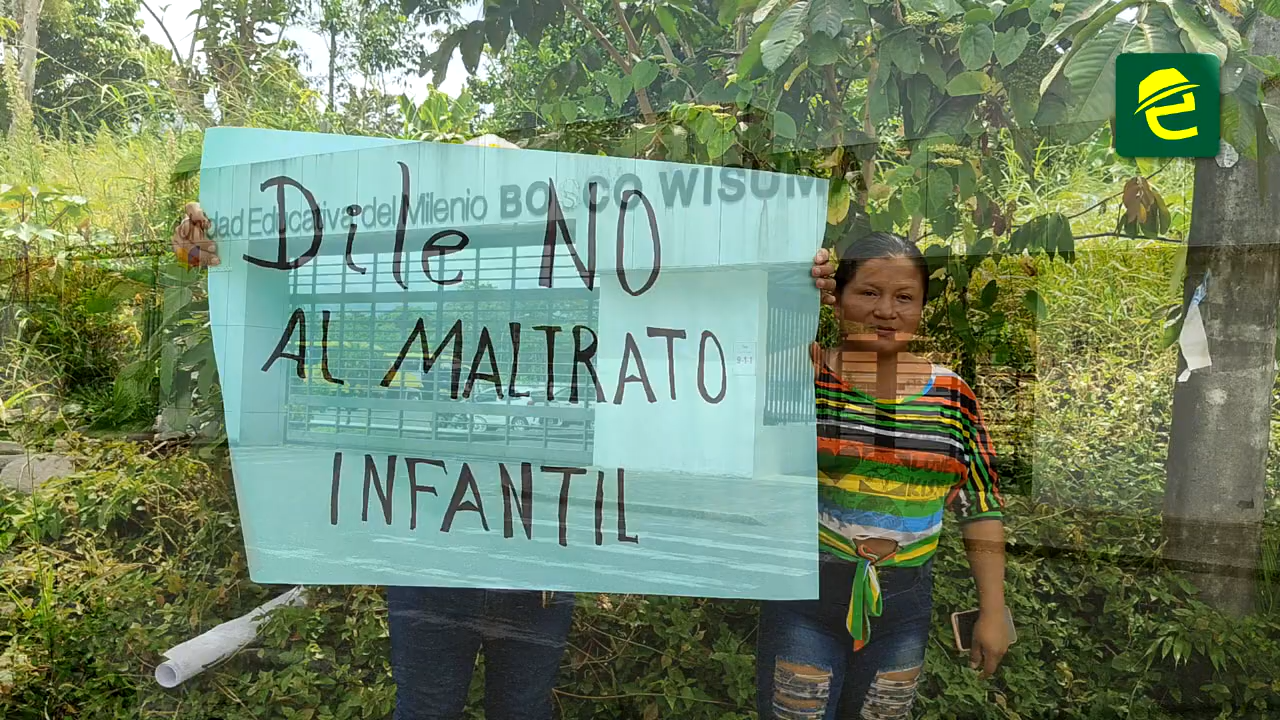 dad Educativa del Milenio BOSCO WISUM
Dile NO
AL MALTRATO
INFANTIL